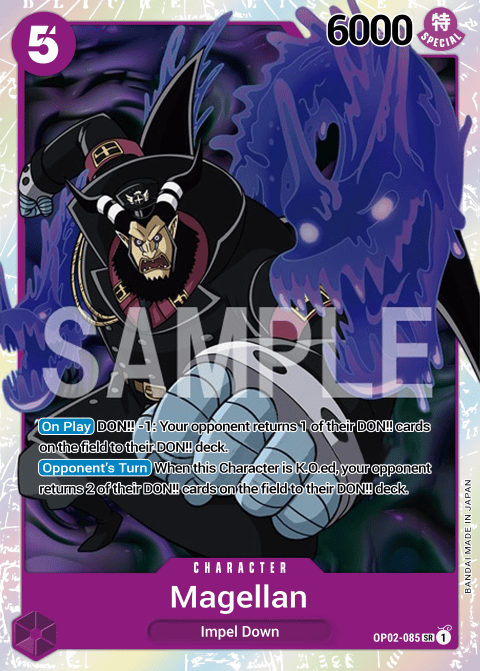 5
6000
特
SPECIAL
SAMPLE
On Play DON!! -1: Your opponent returns 1 of their DON!! cards
on the field to their DON!! deck.
Opponent's Turn When this Character is K.O.ed, your opponent
returns 2 of their DON!! cards on the field to their DON!! deck.
BANDAI MADE IN JAPAN
CHARACTER
Magellan
Impel Down
OP02-085 SR 1